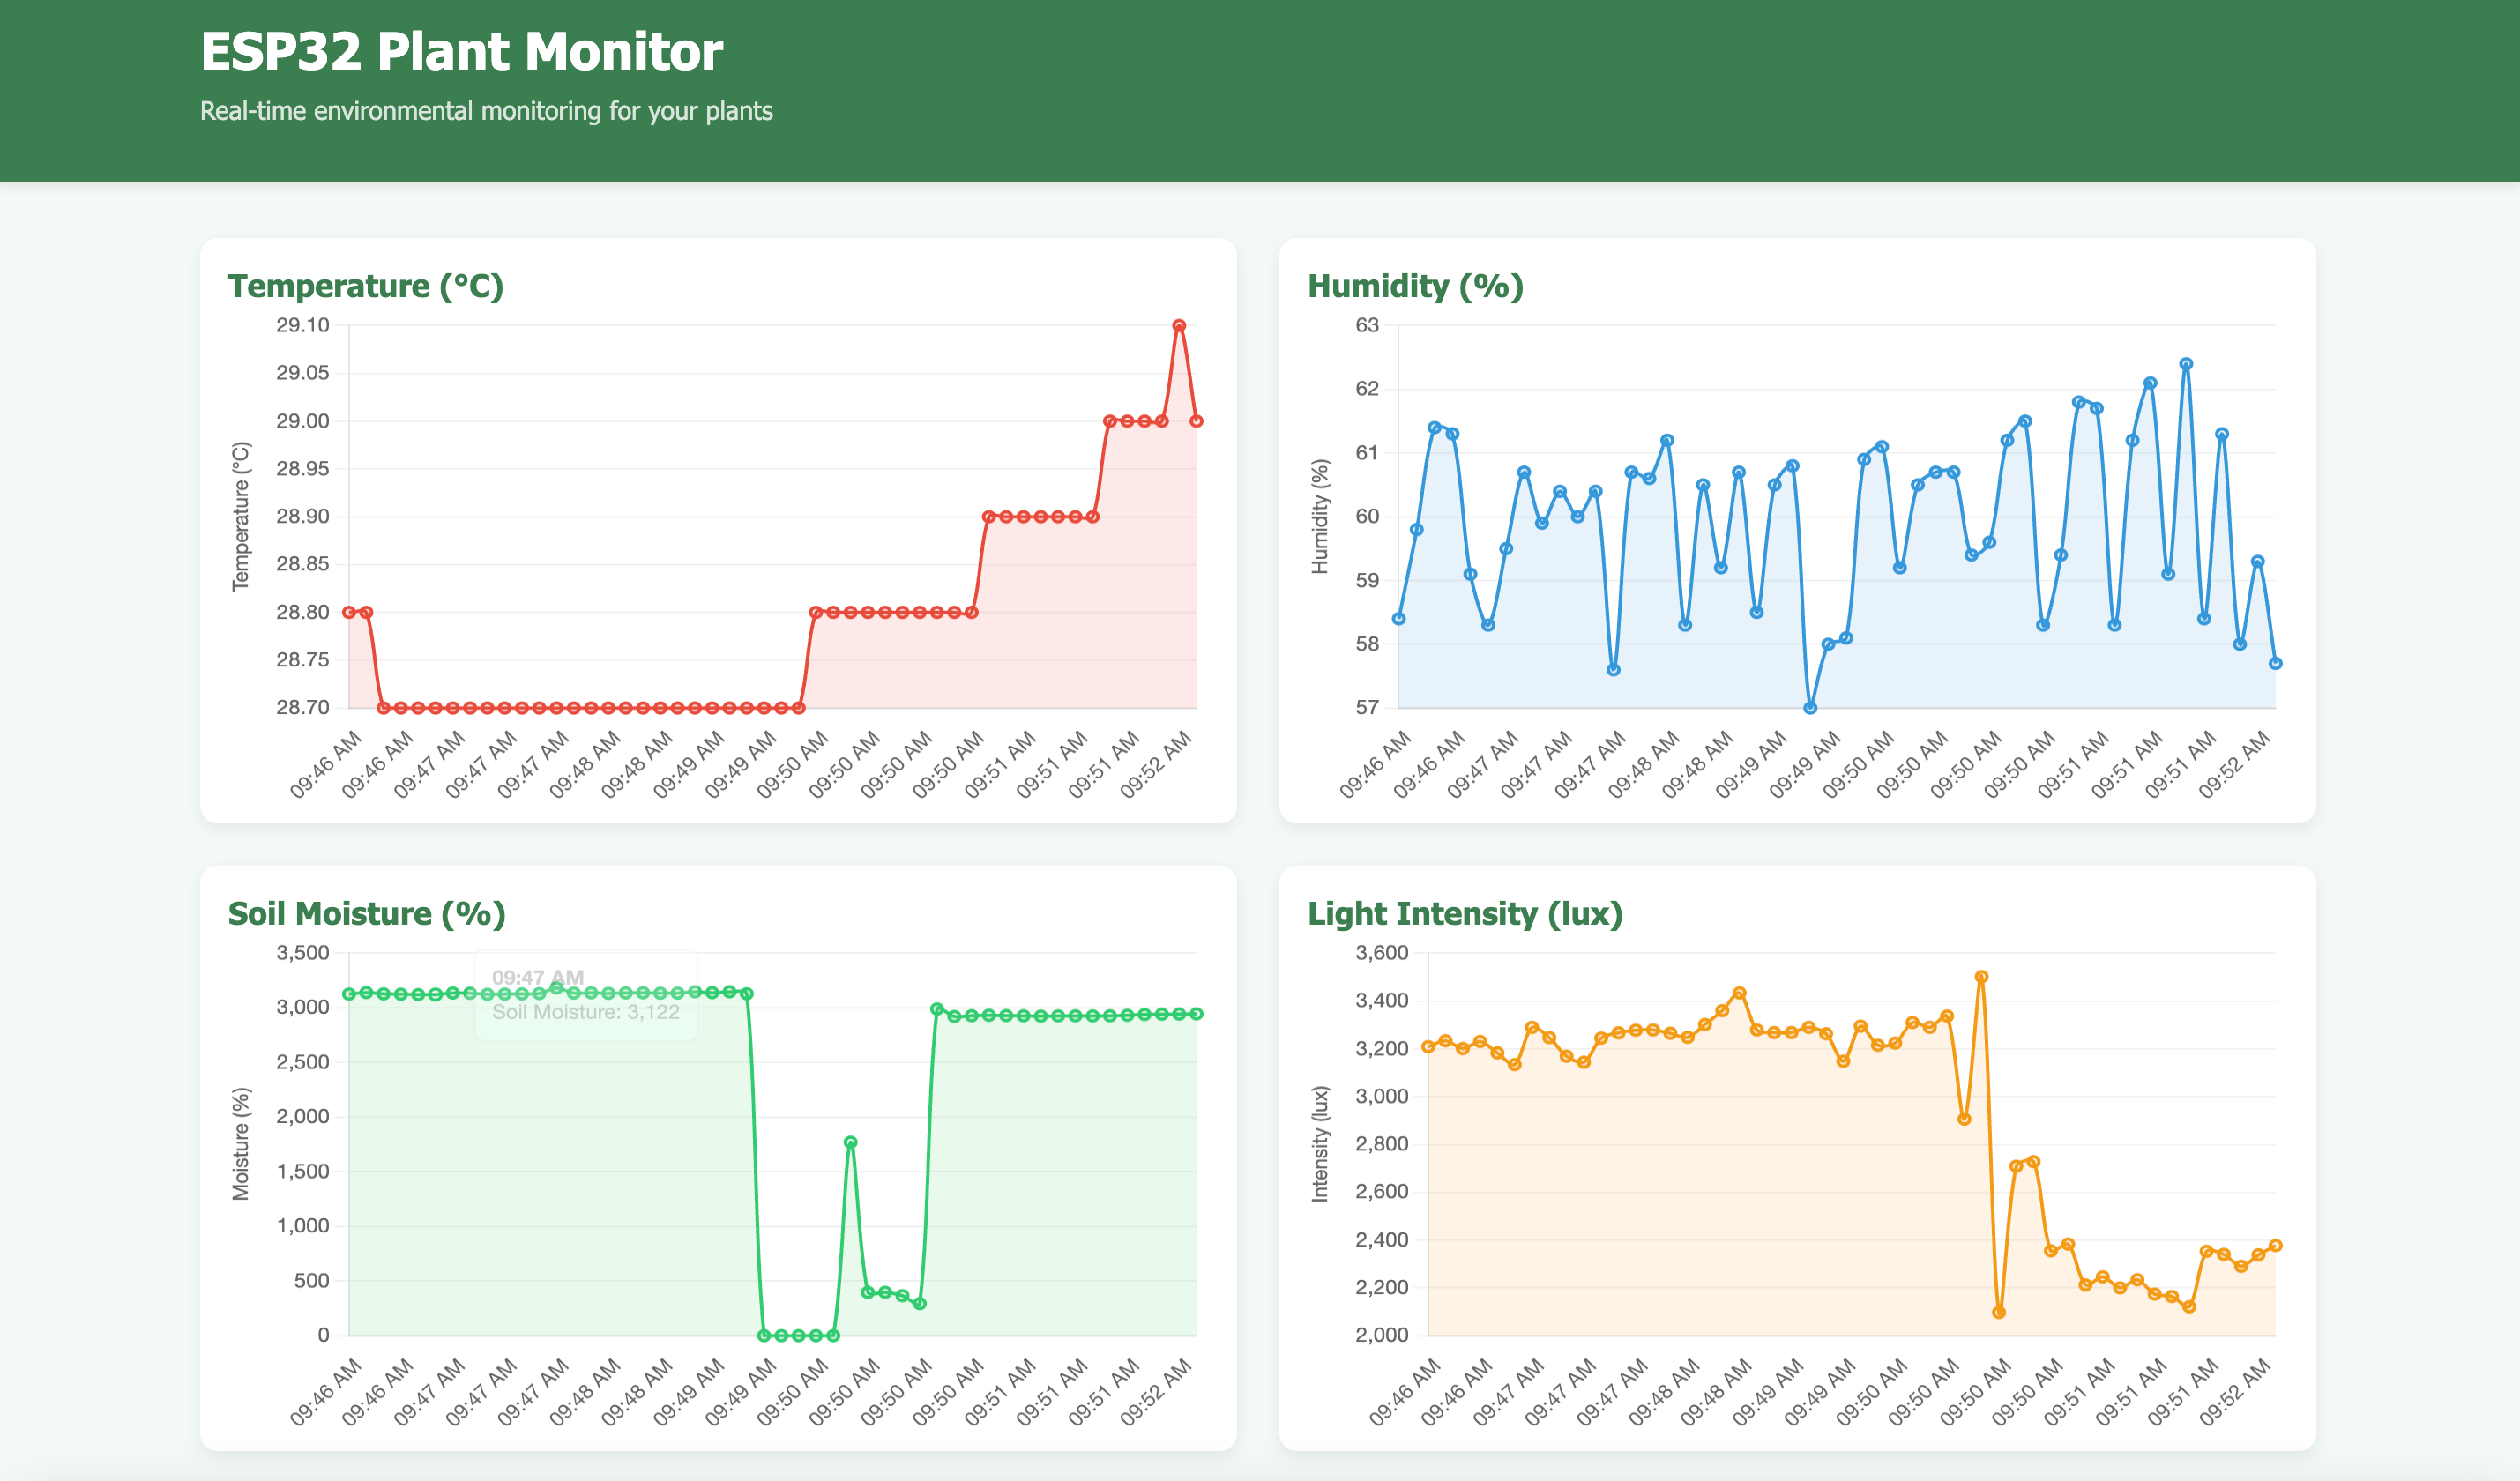 ESP32 Plant Monitor
Real-time environmental monitoring for your plants
Temperature (°C)
29.10
29.05
29.00
28.95
28.90
28.85
28.80
28.75
28.70
Temperature (°C)
09:46 AM
09:46 AM
09:47 AM
09:47 AM
09:47 AM
09:48 AM
09:48 AM
09:49 AM
09:49 AM
09:50 AM
09:50 AM
09:50 AM
09:50 AM
09:51 AM
09:51 AM
09:51 AM
09:52 AM
Humidity (%)
63
62
61
60
59
58
57
Humidity (%)
09:46 AM
09:46 AM
09:47 AM
09:47 AM
09:47 AM
09:48 AM
09:48 AM
09:49 AM
09:49 AM
09:50 AM
09:50 AM
09:50 AM
09:50 AM
09:51 AM
09:51 AM
09:51 AM
09:52 AM
Soil Moisture (%)
3,500
3,000
2,500
2,000
1,500
1,000
500
0
Moisture (%)
09:47 AM
Soil Moisture: 3,122
09:46 AM
09:46 AM
09:47 AM
09:47 AM
09:47 AM
09:48 AM
09:48 AM
09:49 AM
09:49 AM
09:50 AM
09:50 AM
09:50 AM
09:50 AM
09:51 AM
09:51 AM
09:51 AM
09:52 AM
Light Intensity (lux)
3,600
3,400
3,200
3,000
2,800
2,600
2,400
2,200
2,000
Intensity (lux)
09:46 AM
09:46 AM
09:47 AM
09:47 AM
09:47 AM
09:48 AM
09:48 AM
09:49 AM
09:49 AM
09:50 AM
09:50 AM
09:50 AM
09:50 AM
09:51 AM
09:51 AM
09:51 AM
09:52 AM